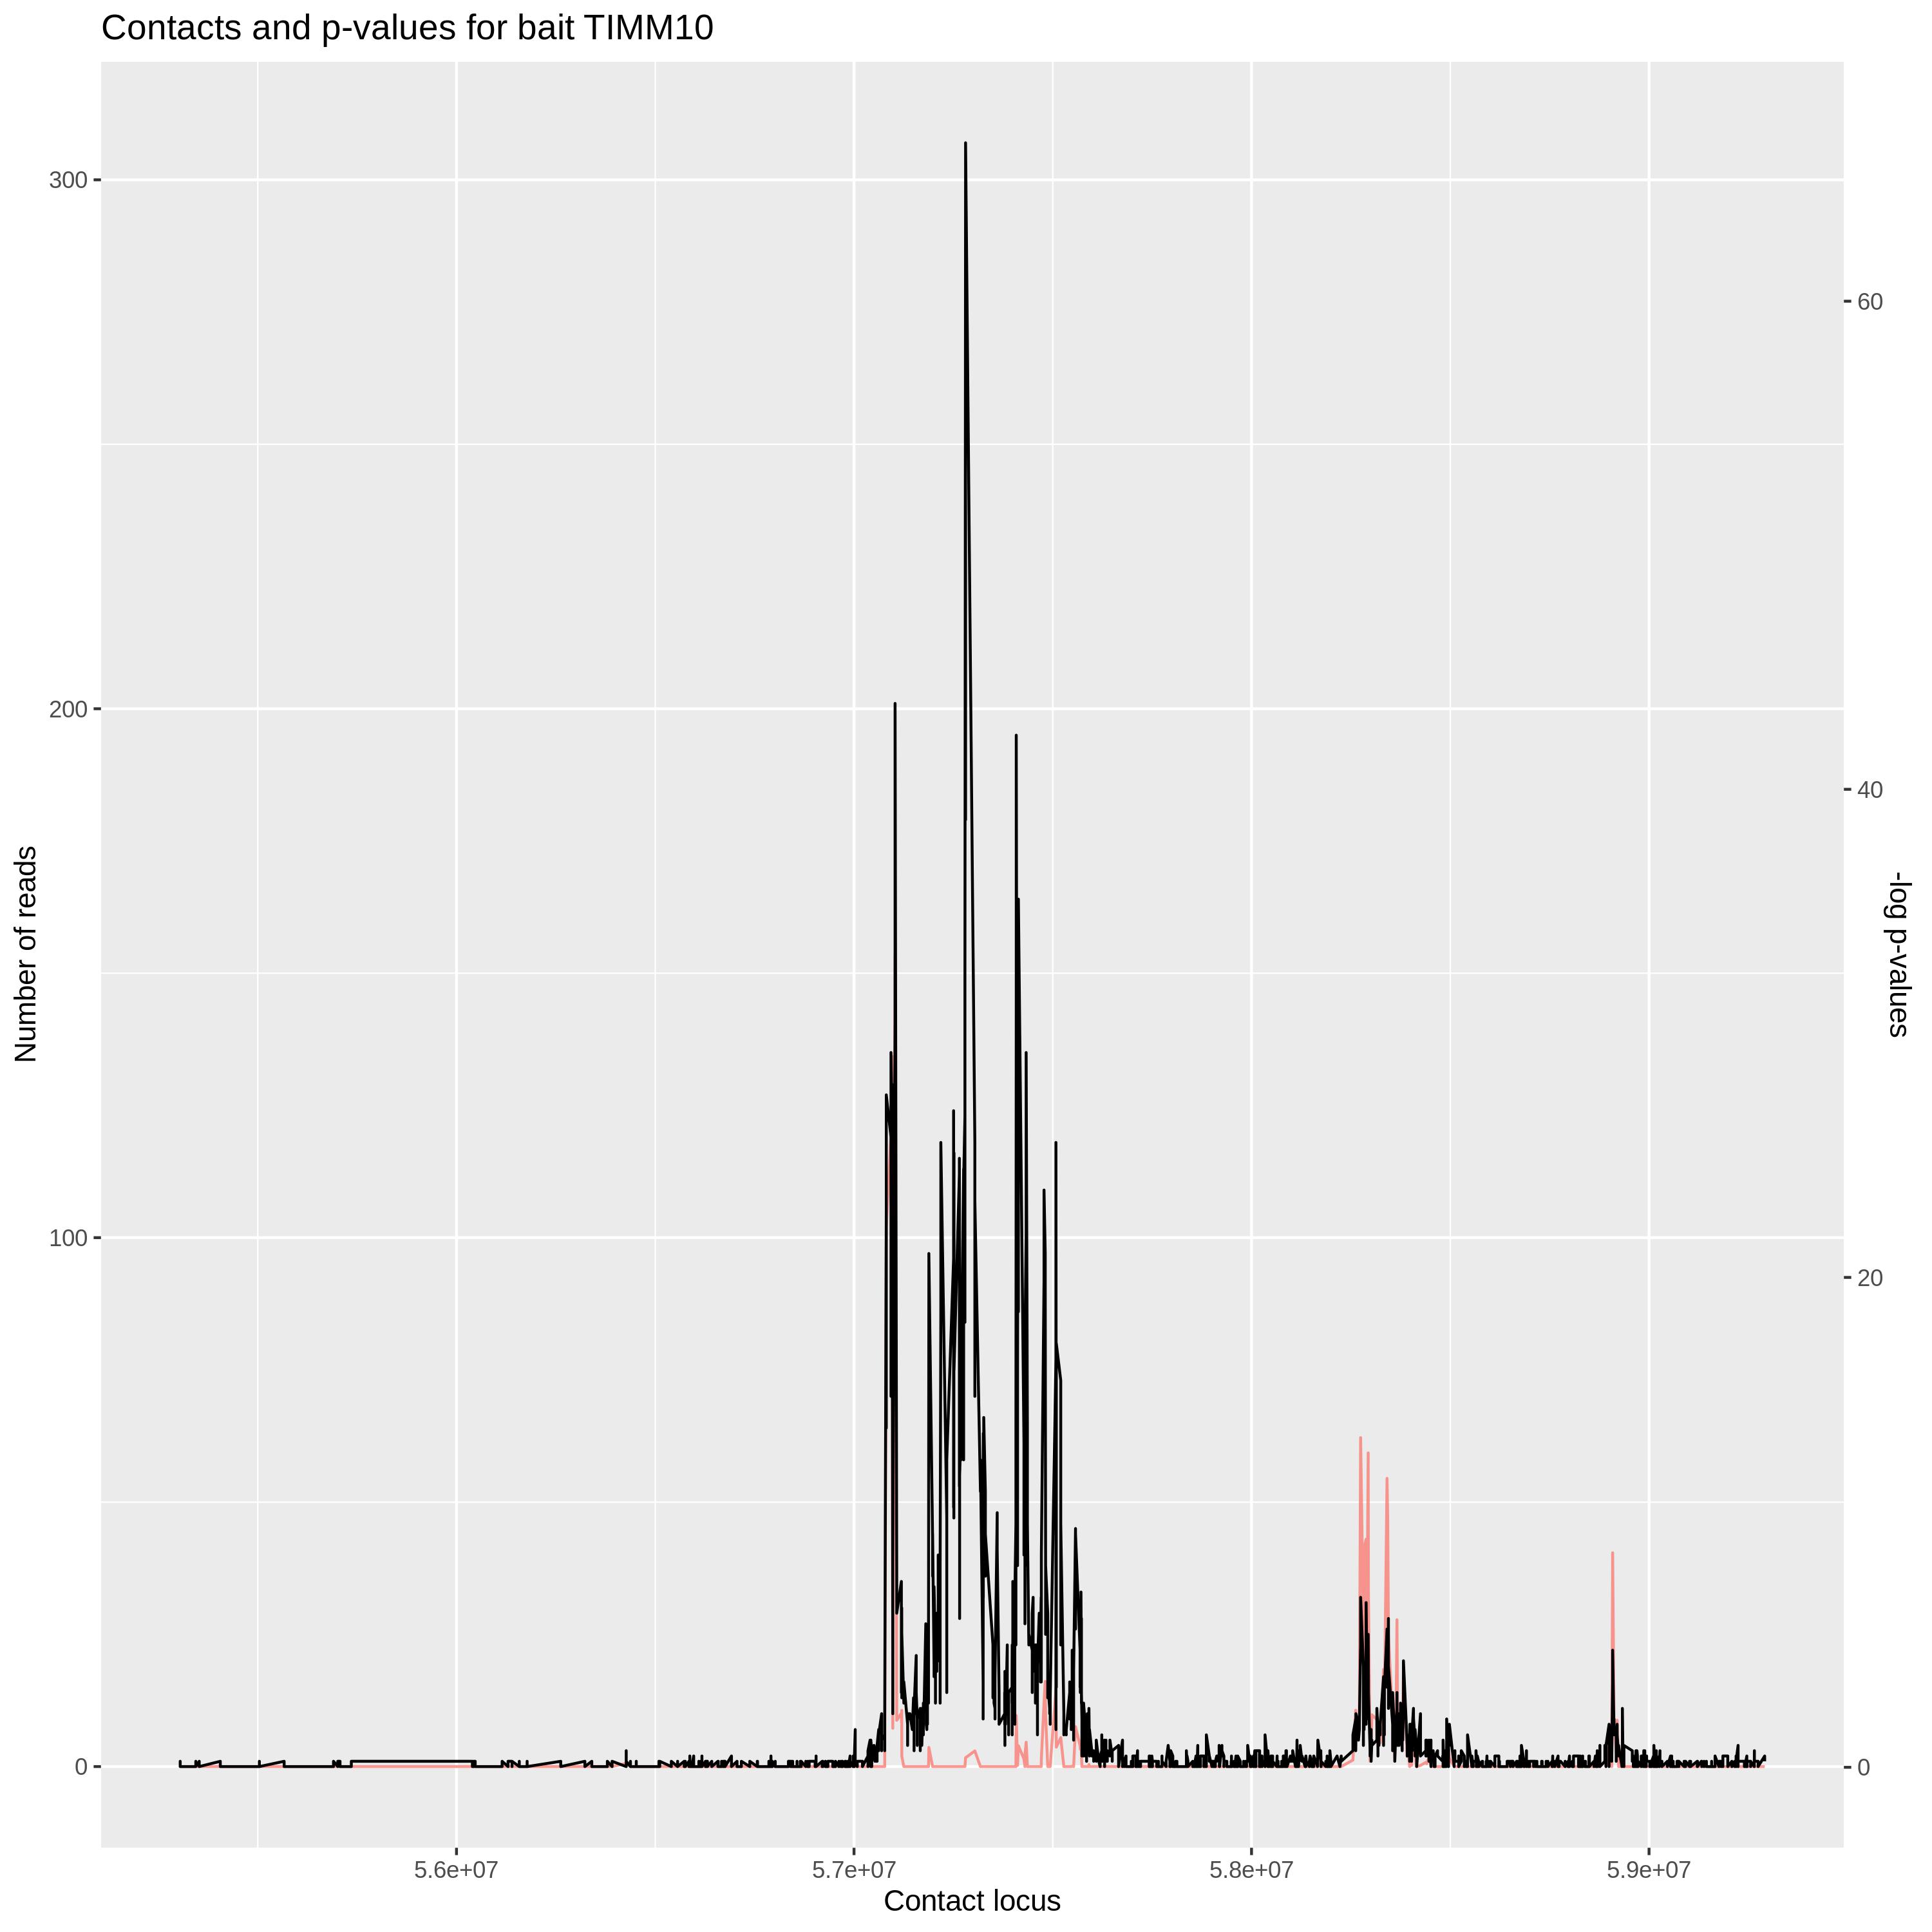 Contacts and p-values for bait TIMM10
300
200
100
0
Number of reads
60
40
20
0
-log p-values
5.6e+07
5.7e+07
5.8e+07
5.9e+07
Contact locus